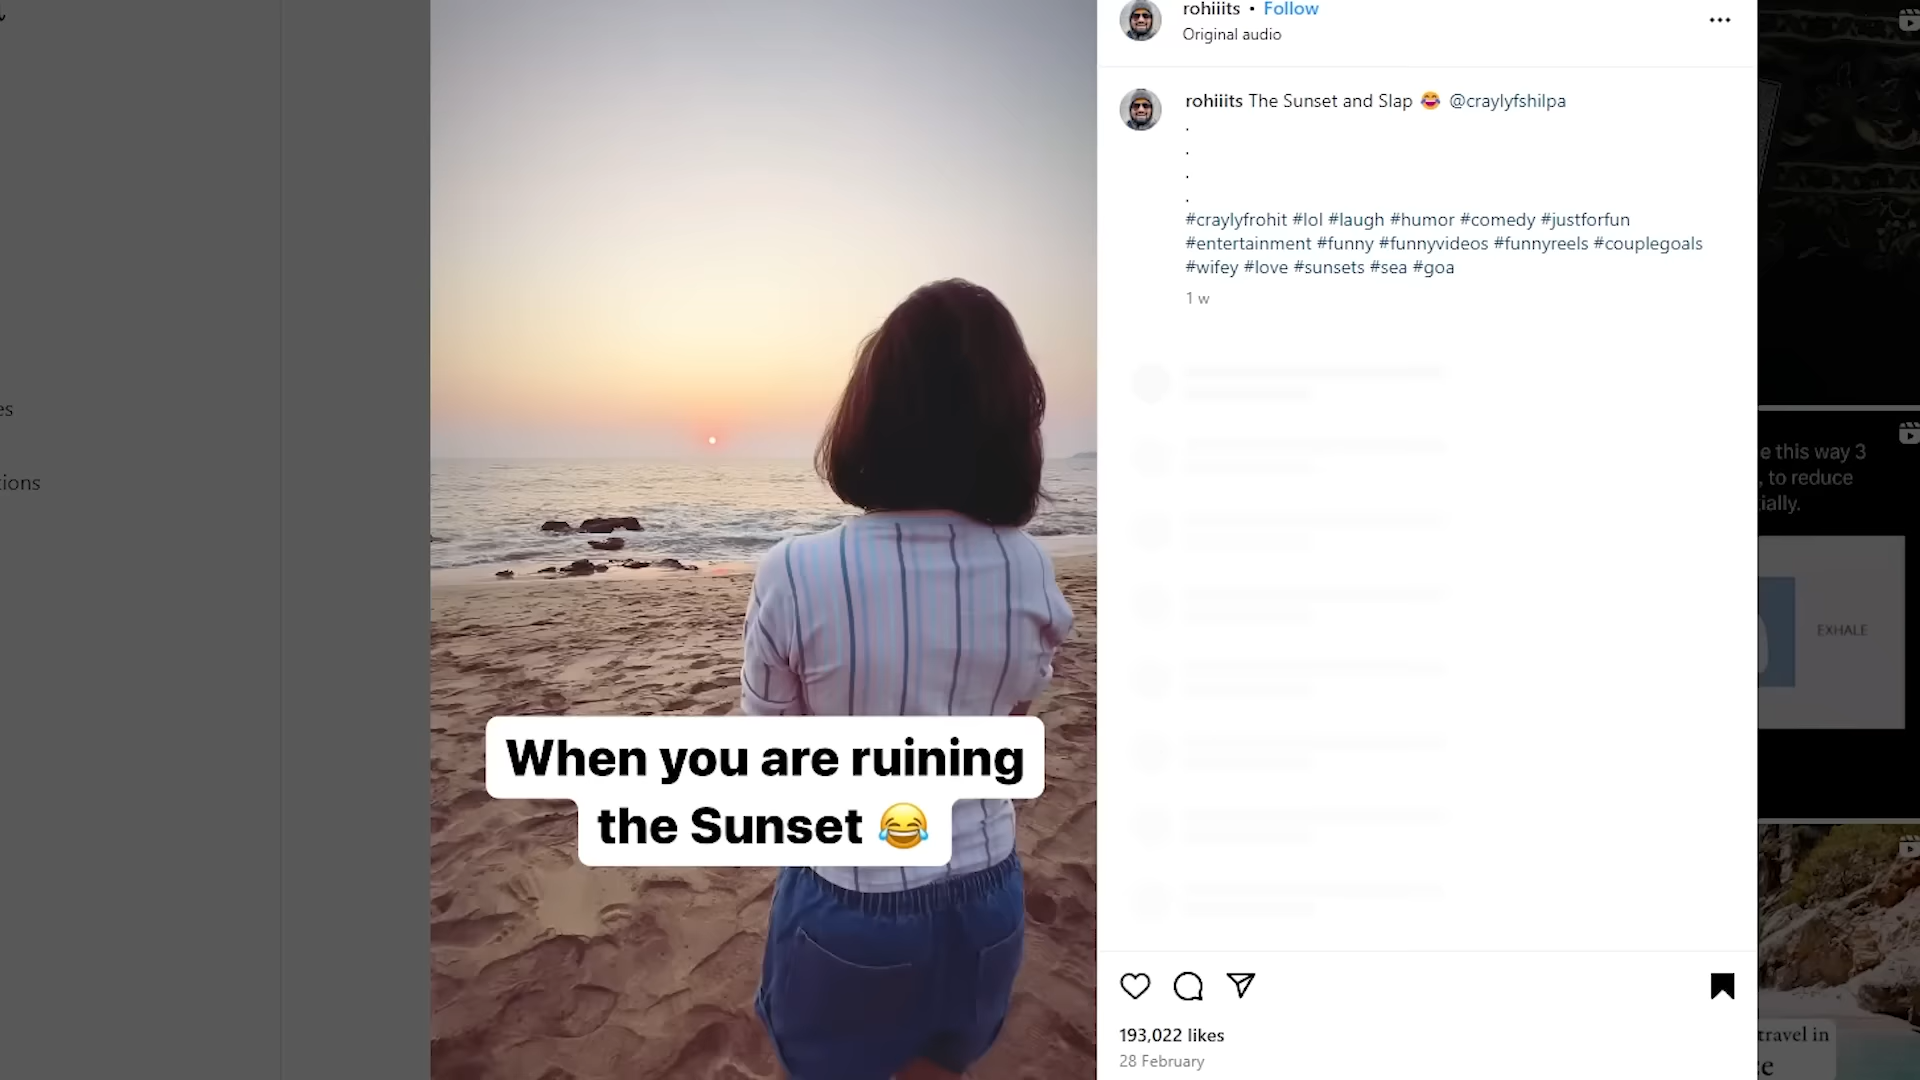 rohiiits • Follow
Original audio
rohiiits The Sunset and Slap 😂 @craylyfshilpa
.
.
.
.
#craylyfrohit #lol #laugh #humor #comedy #justforfun
#entertainment #funny #funnyvideos #funnyreels #couplegoals
#wifey #love #sunsets #sea #goa
1 w
When you are ruining
the Sunset 😂
193,022 likes
28 February
es
tions
e this way 3
, to reduce
ially.
EXHALE
travel in
ce